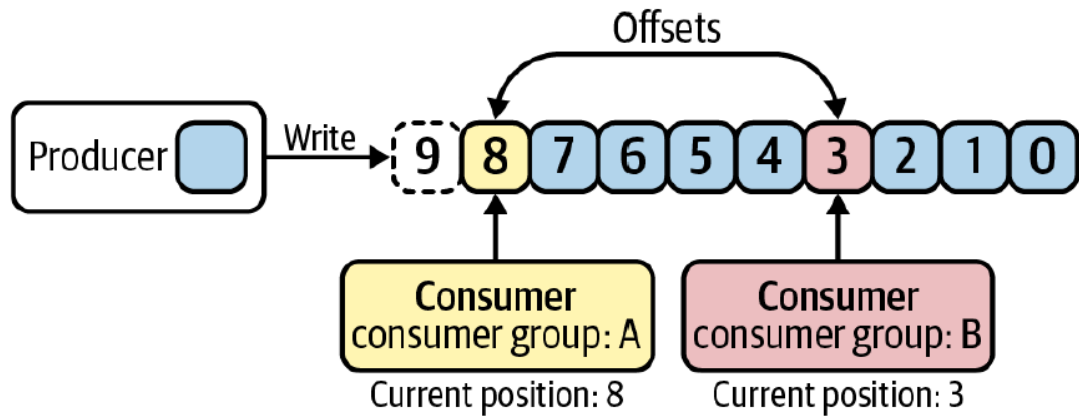 Offsets
Producer
Write
9 8 7 6 5 4 3 2 1 0
Consumer
consumer group: A
Current position: 8
Consumer
consumer group: B
Current position: 3